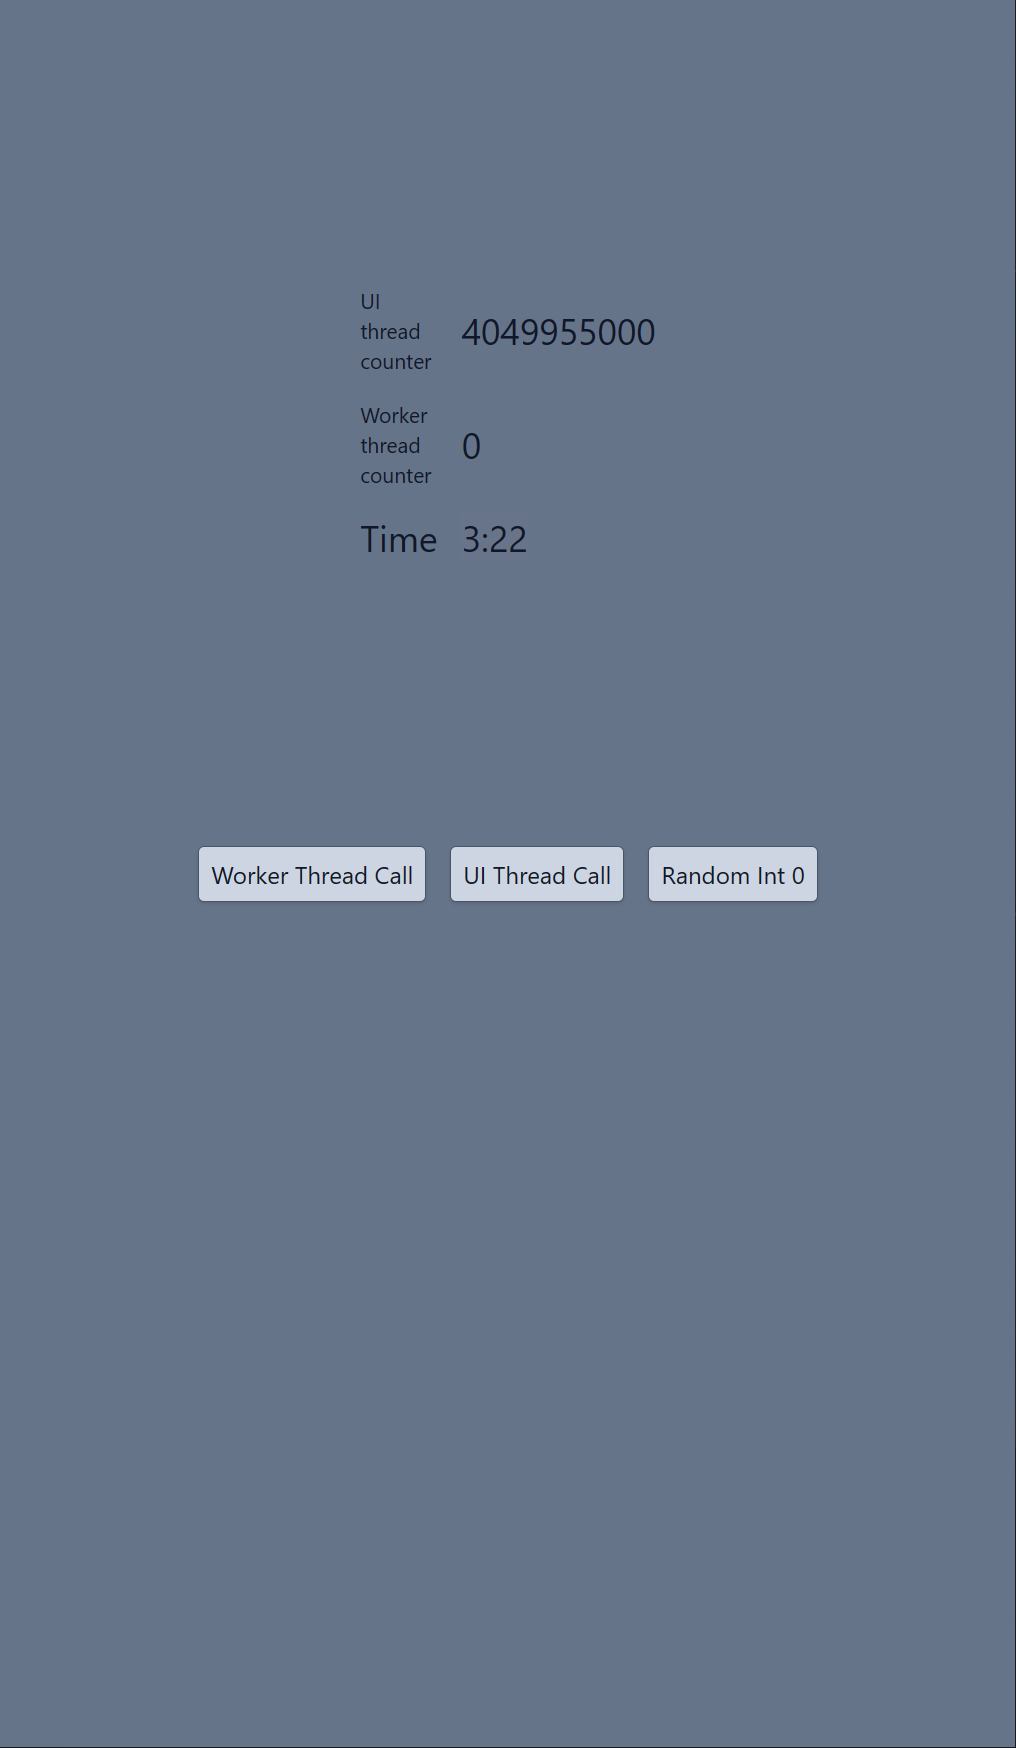 UI
thread
counter
4049955000
Worker
thread
counter
0
Time 3:22
Worker Thread Call
UI Thread Call
Random Int 0